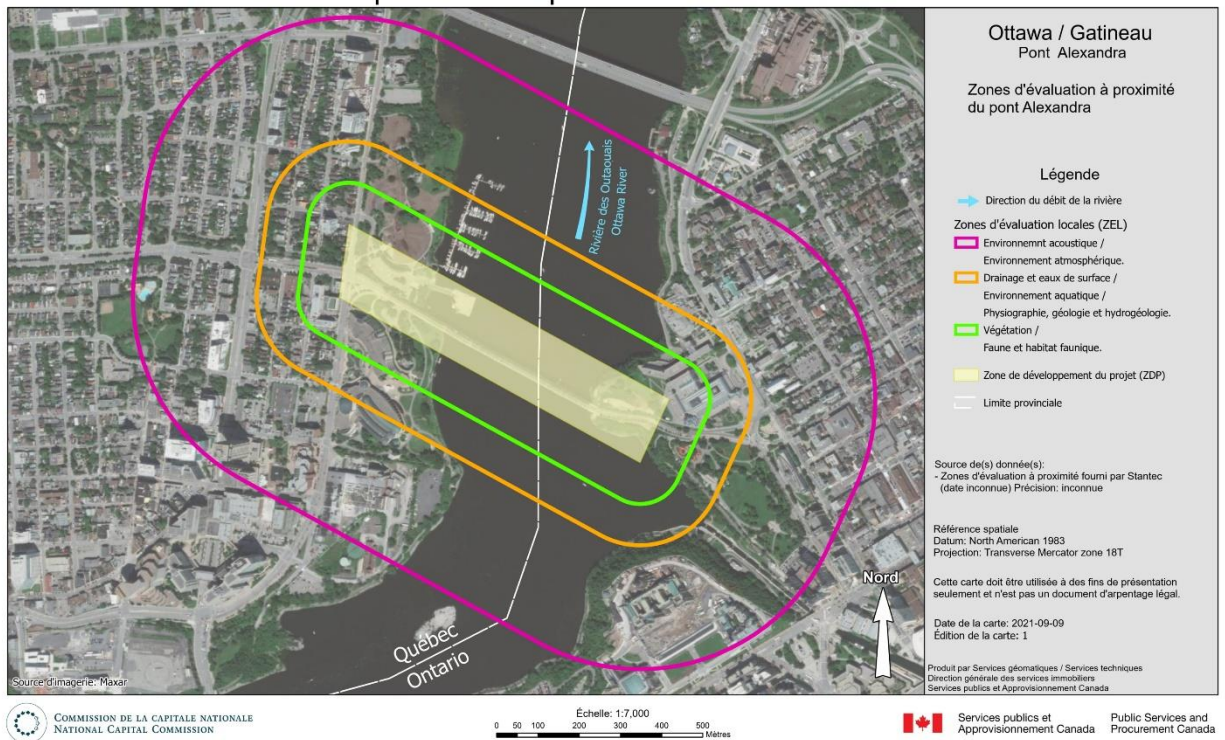 Ottawa / Gatineau
Pont Alexandra
Zones d'évaluation à proximité
du pont Alexandra
Légende
Direction du débit de la rivière
Zones d'évaluation locales (ZEL)
Environnemnt acoustique /
Environnement atmosphérique.
Drainage et eaux de surface /
Environnement aquatique /
Physiographie, géologie et hydrogéologie.
Végétation /
Faune et habitat faunique.
Zone de développement du projet (ZDP)
Limite provinciale
Source de(s) donnée(s):
- Zones d'évaluation à proximité fourni par Stantec
(date inconnue) Précision: inconnue
Référence spatiale
Datum: North American 1983
Projection: Transverse Mercator zone 18T
Cette carte doit être utilisée à des fins de présentation
seulement et n'est pas un document d'arpentage légal.
Date de la carte: 2021-09-09
Édition de la carte: 1
Produit par Services géomatiques / Services techniques
Direction générale des services immobiliers
Services publics et Approvisionnement Canada
Rivière des Outaouais
Ottawa River
Nord
Québec
Ontario
Source d'imagerie: Maxar
COMMISSION DE LA CAPITALE NATIONALE
NATIONAL CAPITAL COMMISSION
Échelle: 1:7,000
0 50 100 200 300 400 500
Mètres
Services publics et
Approvisionnement Canada
Public Services and
Procurement Canada